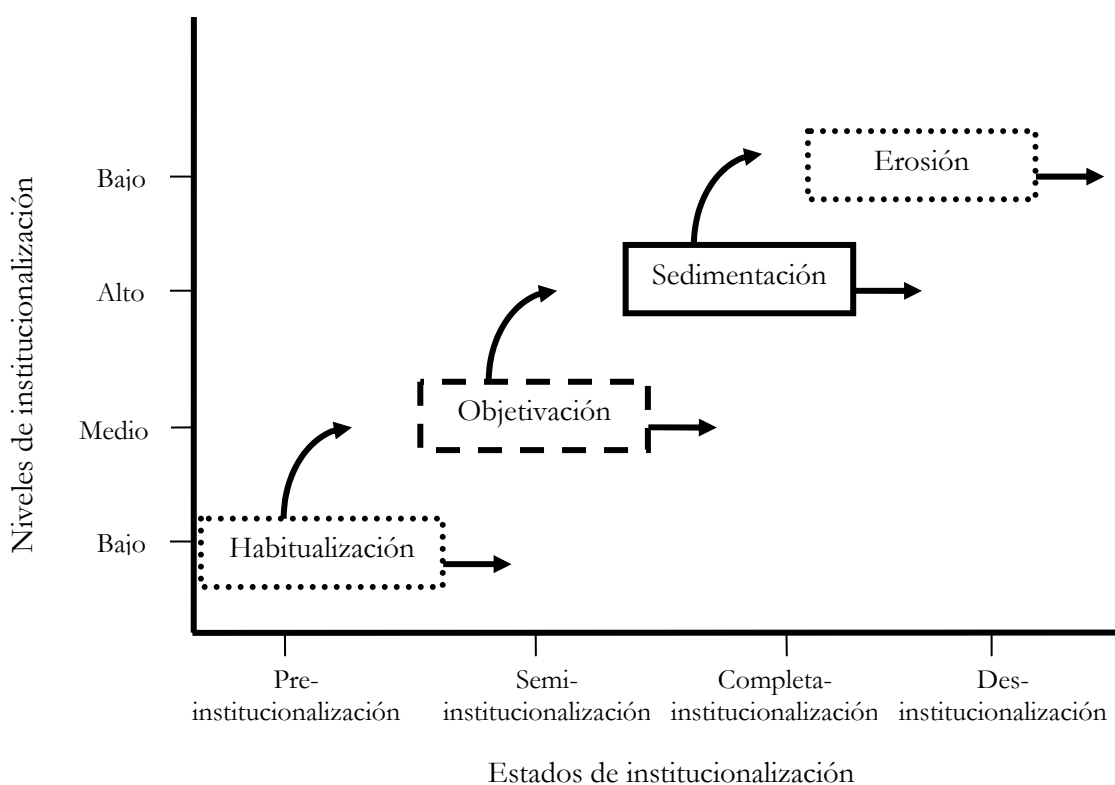 Niveles de institucionalización
Bajo
Erosión
Alto
Sedimentación
Medio
Objetivación
Bajo
Habitualización
Pre-
institucionalización
Semi-
institucionalización
Completa-
institucionalización
Des-
institucionalización
Estados de institucionalización